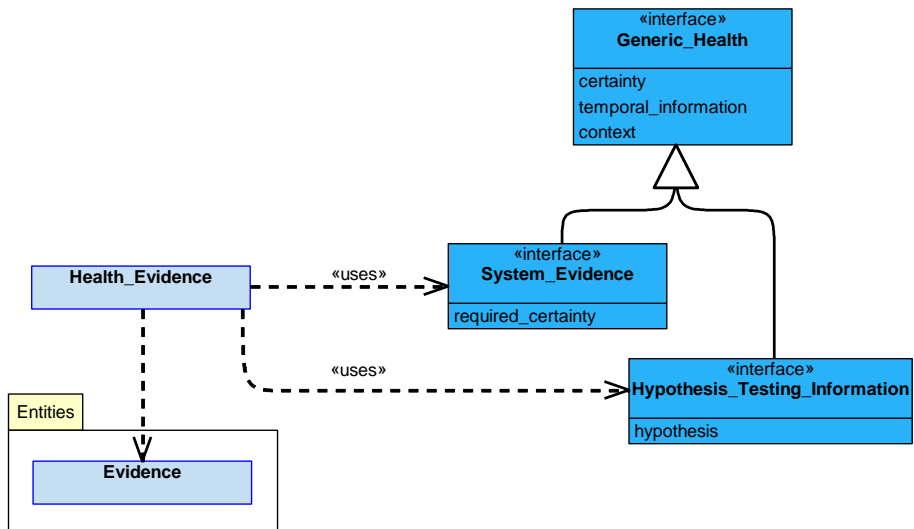 «interface»
Generic_Health
certainty
temporal_information
context
«interface»
System_Evidence
required_certainty
Health_Evidence
«uses»
«uses»
«interface»
Hypothesis_Testing_Information
hypothesis
Entities
Evidence